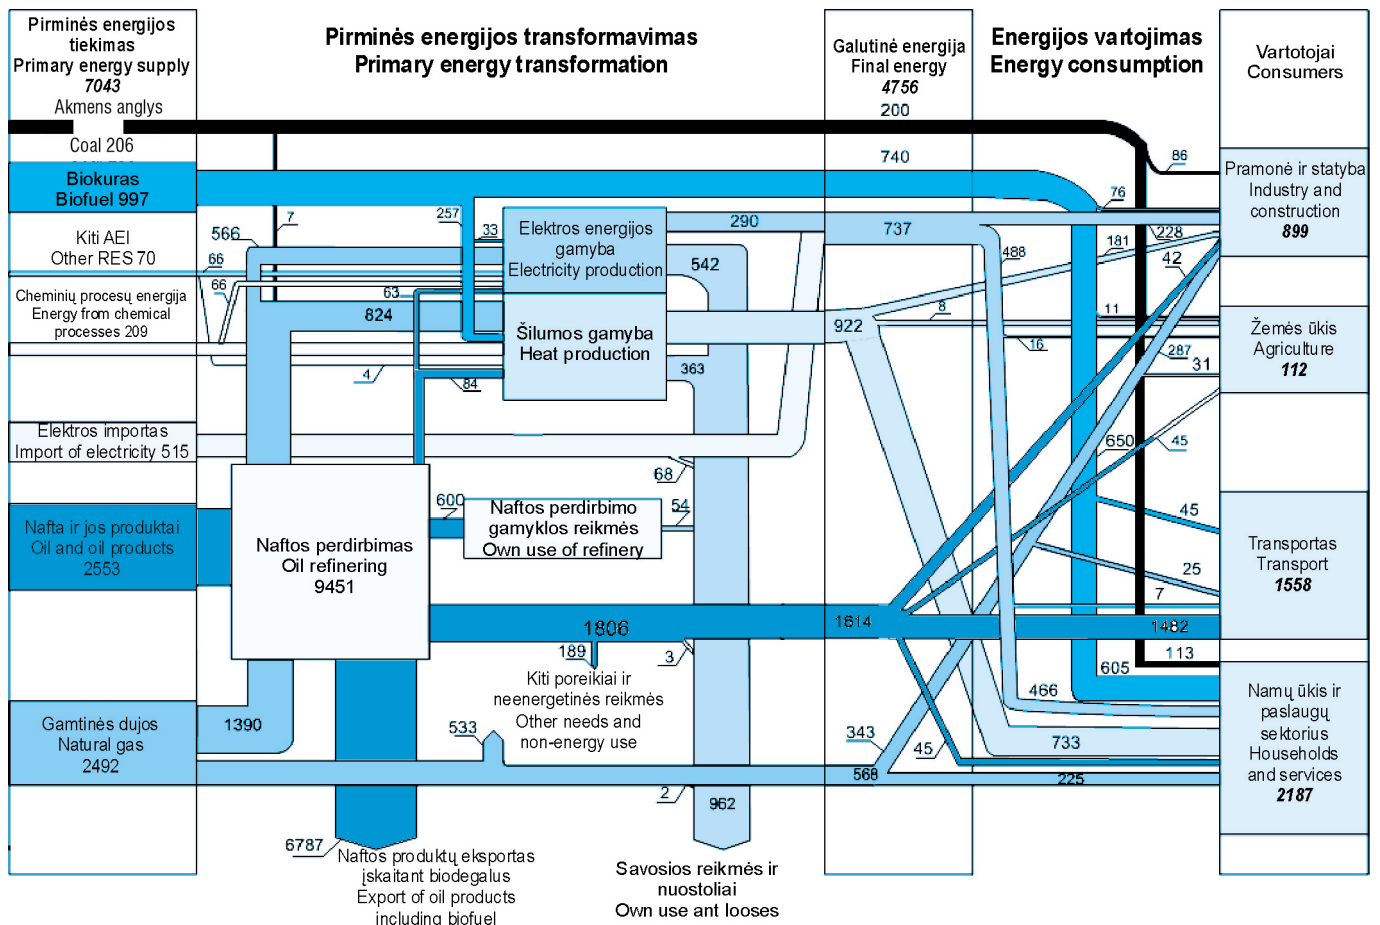 Pirminės energijos
tiekimas
Primary energy supply
7043
Akmens anglys
Coal 206
Biokuras
Biofuel 997
Kiti AEI
Other RES 70
Cheminių procesų energija
Energy from chemical
processes 209
Elektros importas
Import of electricity 515
Nafta ir jos produktai
Oil and oil products
2553
Gamtinės dujos
Natural gas
2492
Pirminės energijos transformavimas
Primary energy transformation
7
257
33
566
66
66
63
824
4
84
Elektros energijos
gamyba
Electricity production
Šilumos gamyba
Heat production
290
542
363
68
600
54
Naftos perdirbimo
gamyklos reikmės
Own use of refinery
Naftos perdirbimas
Oil refining
9451
1806
189
3
Kiti poreikiai ir
neenergetinės reikmės
Other needs and
non-energy use
1390
533
2
962
6787
Naftos produktų eksportas
įskaitant biodegalus
Export of oil products
including biofuel
Savosios reikmės ir
nuostoliai
Own use ant looses
Galutinė energija
Final energy
4756
200
740
737
922
1814
343
568
Energijos vartojimas
Energy consumption
86
76
228
181
42
488
8
11
16
287
31
650
45
45
25
7
1482
113
605
466
733
45
225
Vartotojai
Consumers
Pramonė ir statyba
Industry and
construction
899
Žemės ūkis
Agriculture
112
Transportas
Transport
1558
Namų ūkis ir
paslaugų
sektorius
Households
and services
2187